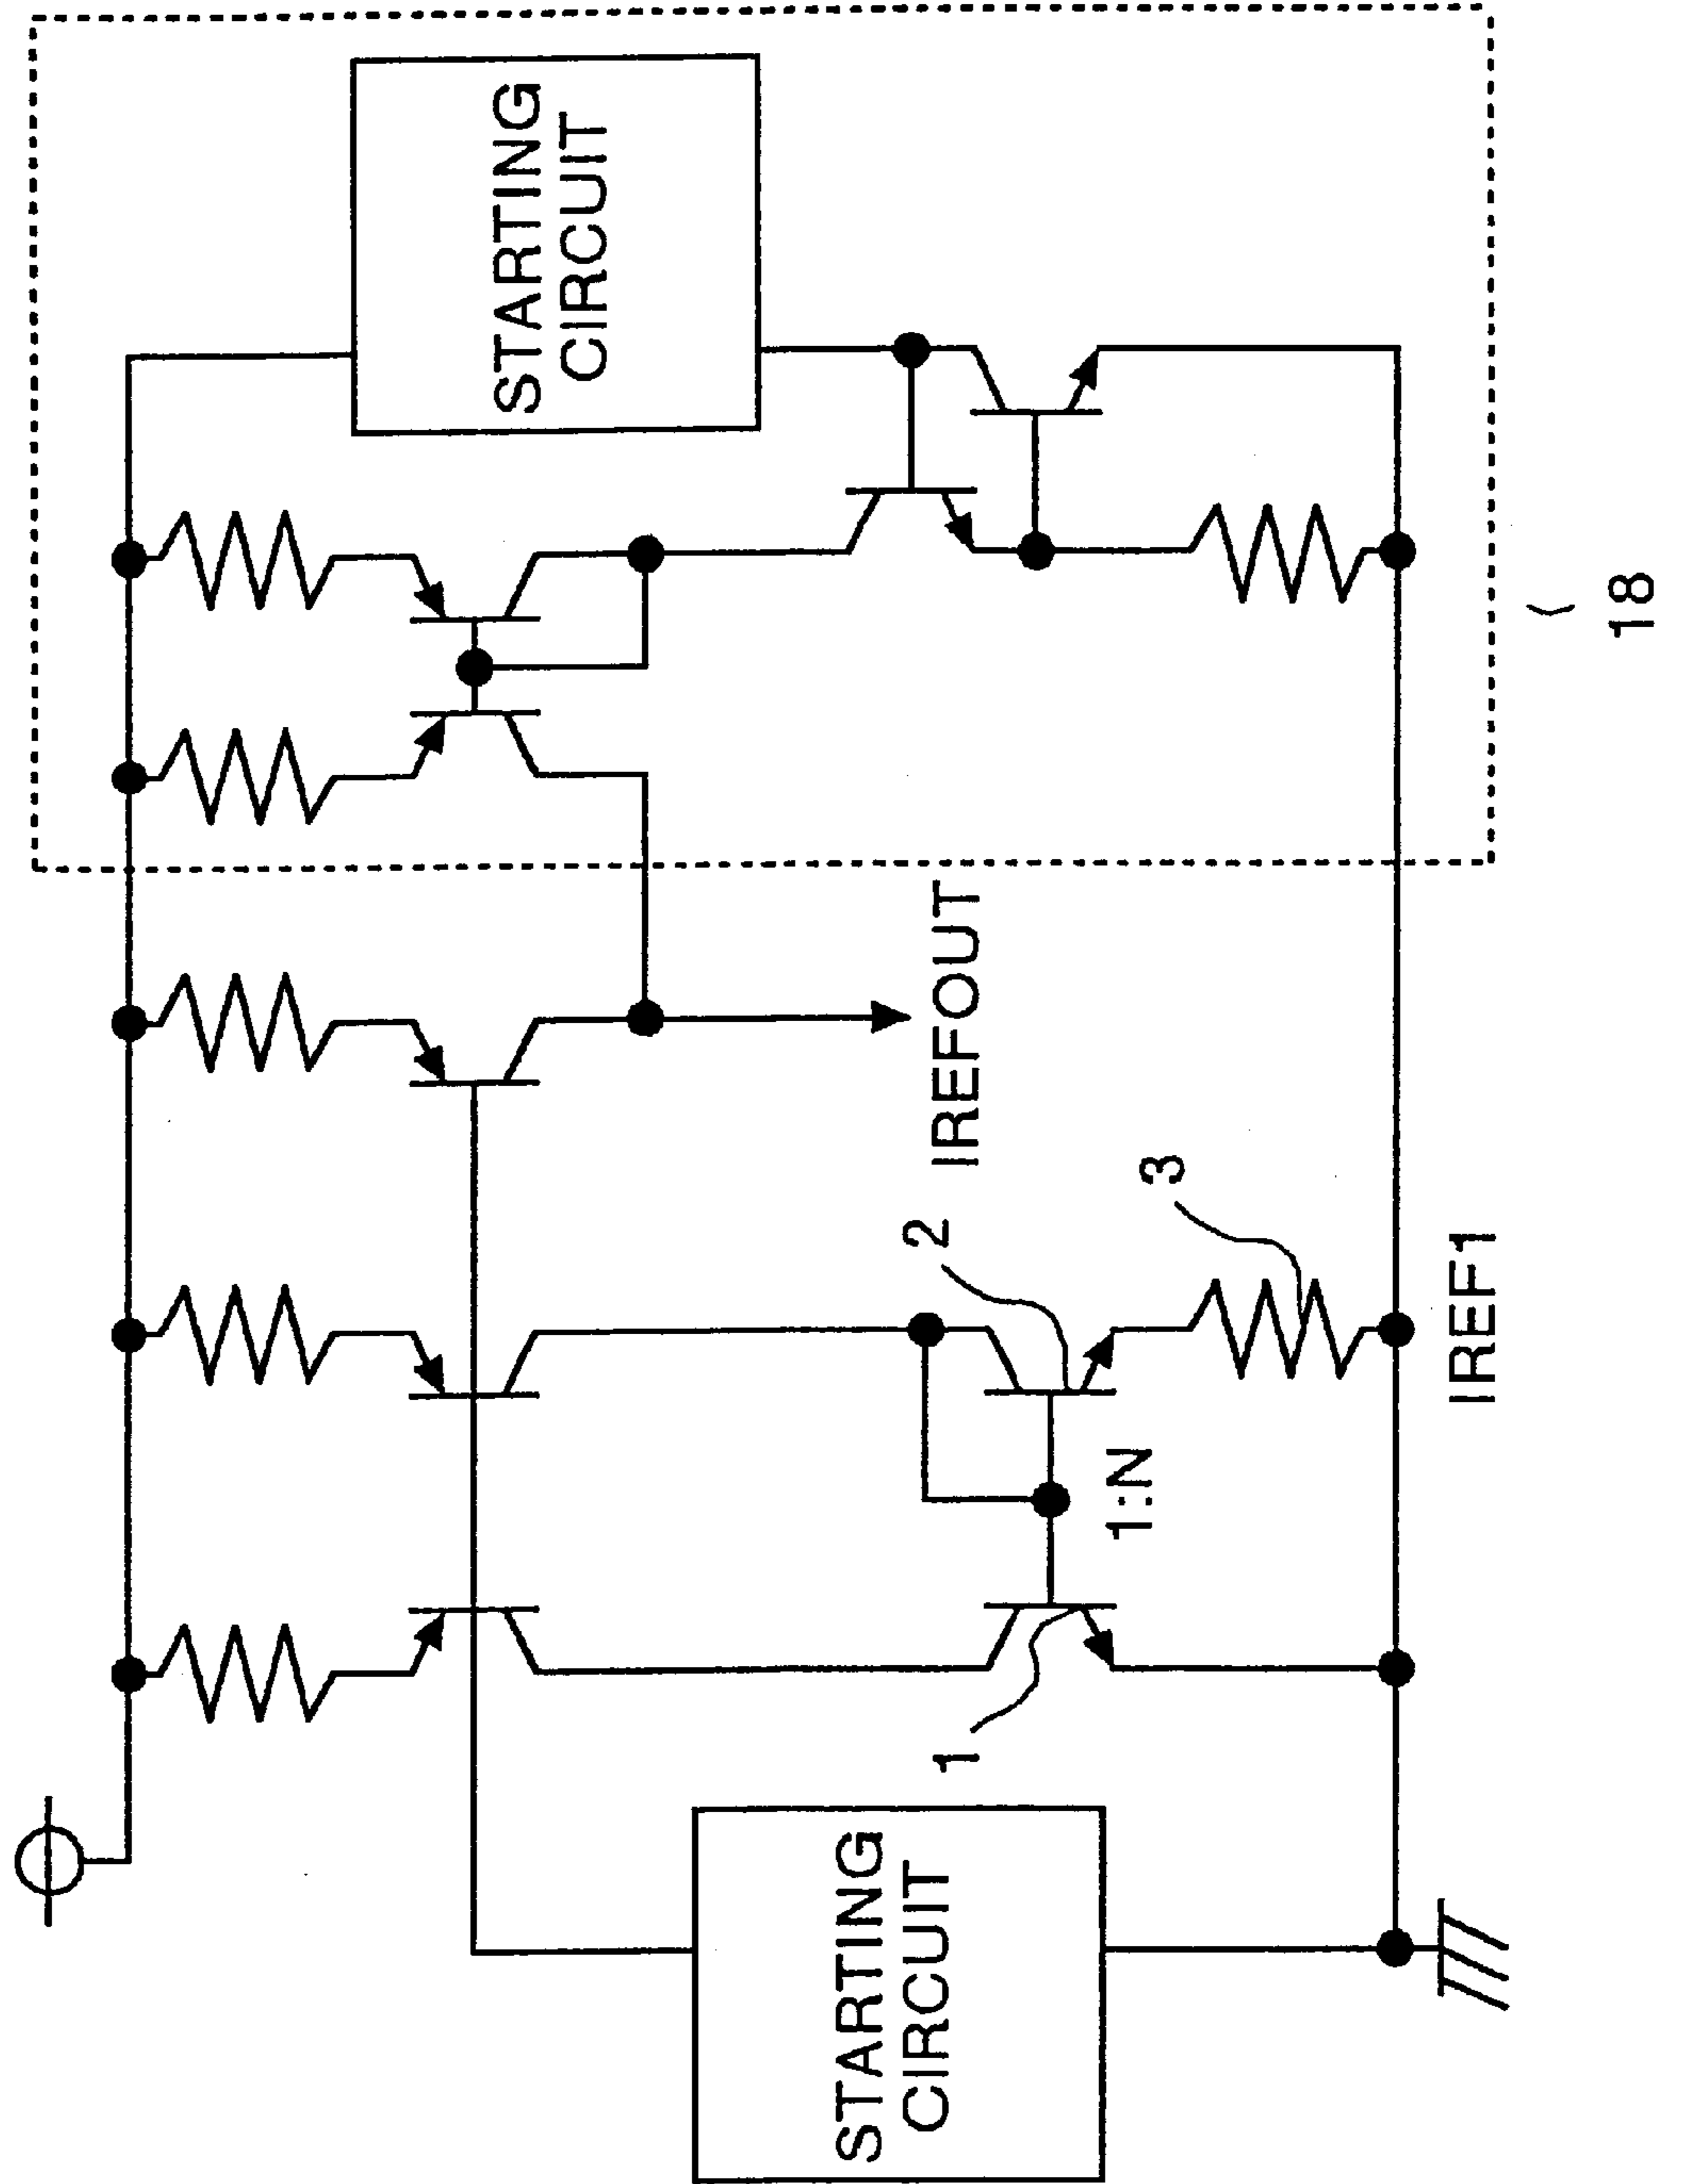 STARTING
CIRCUIT
1
1:N
2
3
IREF1
IREFOUT
STARTING
CIRCUIT
18